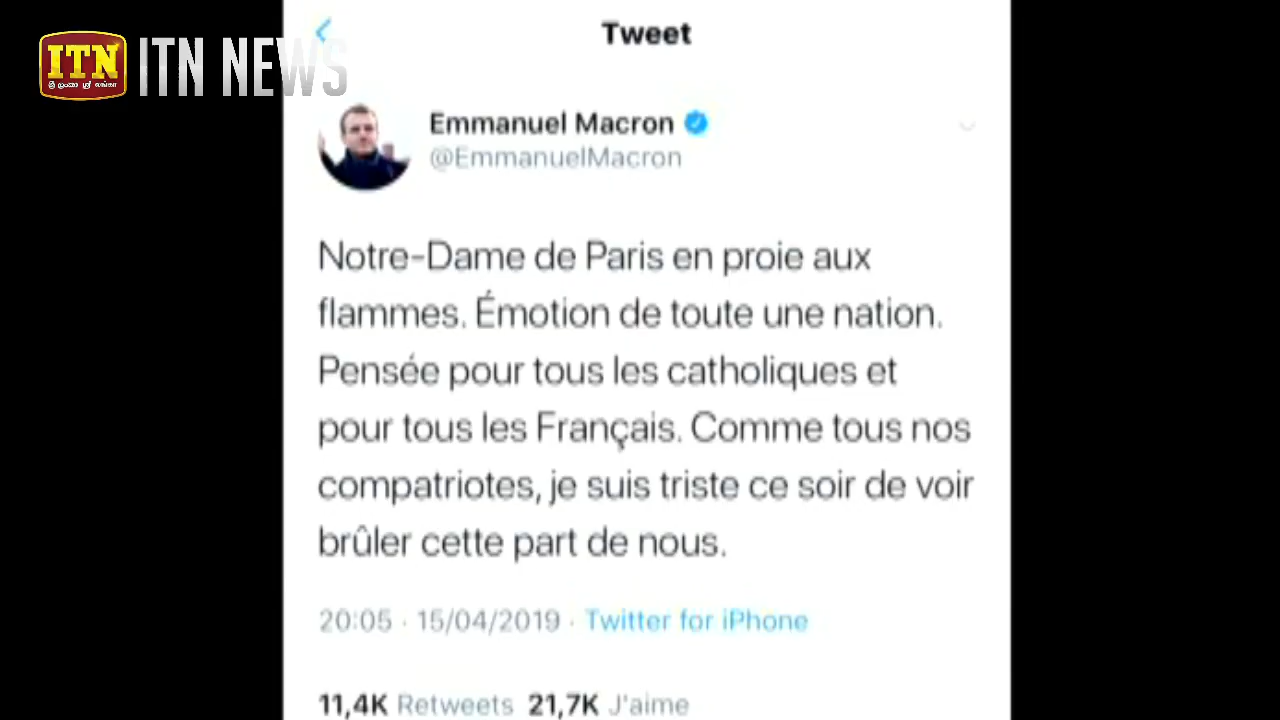 Tweet
ITN
ITN NEWS
Emmanuel Macron
@EmmanuelMacron
Notre-Dame de Paris en proie aux
flammes. Émotion de toute une nation.
Pensée pour tous les catholiques et
pour tous les Français. Comme tous nos
compatriotes, je suis triste ce soir de voir
brûler cette part de nous.
20:05 · 15/04/2019 · Twitter for iPhone
11,4K Retweets 21,7K J'aime